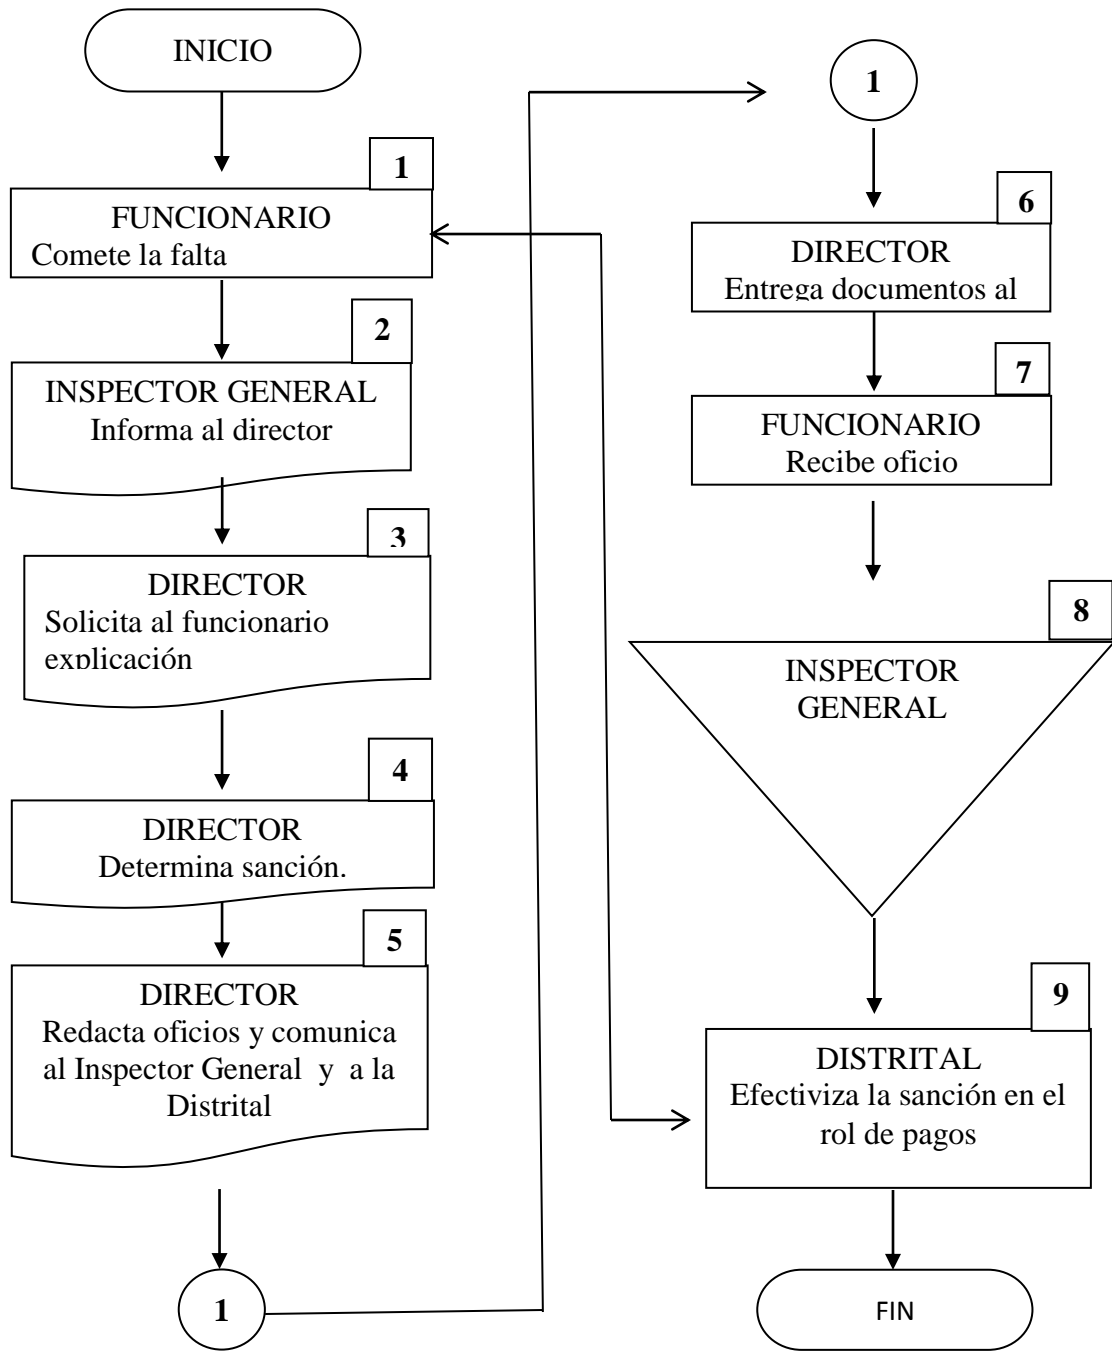 INICIO
1
FUNCIONARIO
Comete la falta
2
INSPECTOR GENERAL
Informa al director
3
DIRECTOR
Solicita al funcionario
explicación
4
DIRECTOR
Determina sanción.
5
DIRECTOR
Redacta oficios y comunica
al Inspector General y a la
Distrital
1
1
6
DIRECTOR
Entrega documentos al
7
FUNCIONARIO
Recibe oficio
8
INSPECTOR
GENERAL
9
DISTRITAL
Efectiviza la sanción en el
rol de pagos
FIN